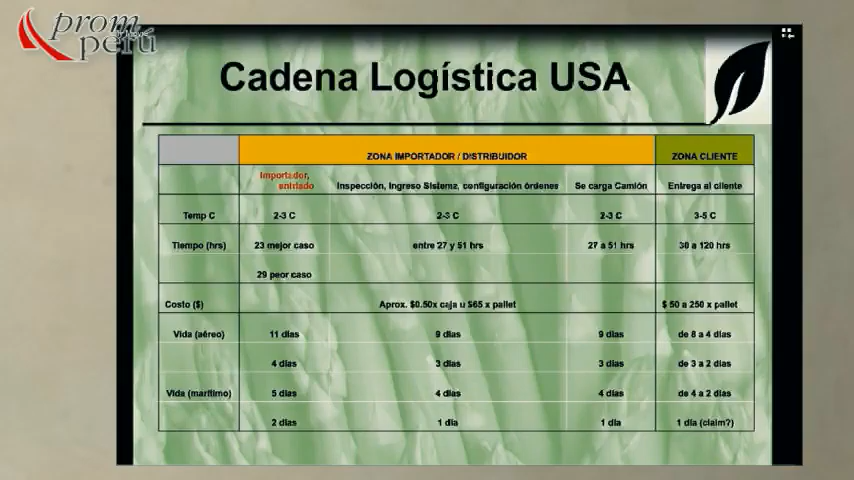 prom
perú
Cadena Logística USA
ZONA IMPORTADOR / DISTRIBUIDOR ZONA CLIENTE
Importador, enfriado Inspección, Ingreso Sistema, configuración órdenes Se carga Camión Entrega al cliente
Temp C 2-3 C 2-3 C 2-3 C 3-5 C
Tiempo (hrs) 23 mejor caso entre 27 y 51 hrs 27 a 51 hrs 30 a 120 hrs
29 peor caso
Costo ($) Aprox. $0.50x caja u $65 x pallet $ 50 a 250 x pallet
Vida (aéreo) 11 días 9 días 9 días de 8 a 4 días
4 días 3 días 3 días de 3 a 2 días
Vida (marítimo) 5 días 4 días 4 días de 4 a 2 días
2 días 1 día 1 día 1 día (claim?)